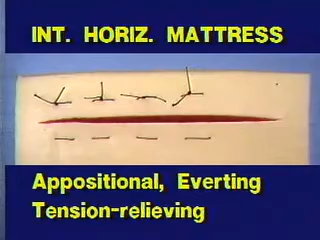 INT. HORIZ. MATTRESS
Appositional, Everting
Tension-relieving